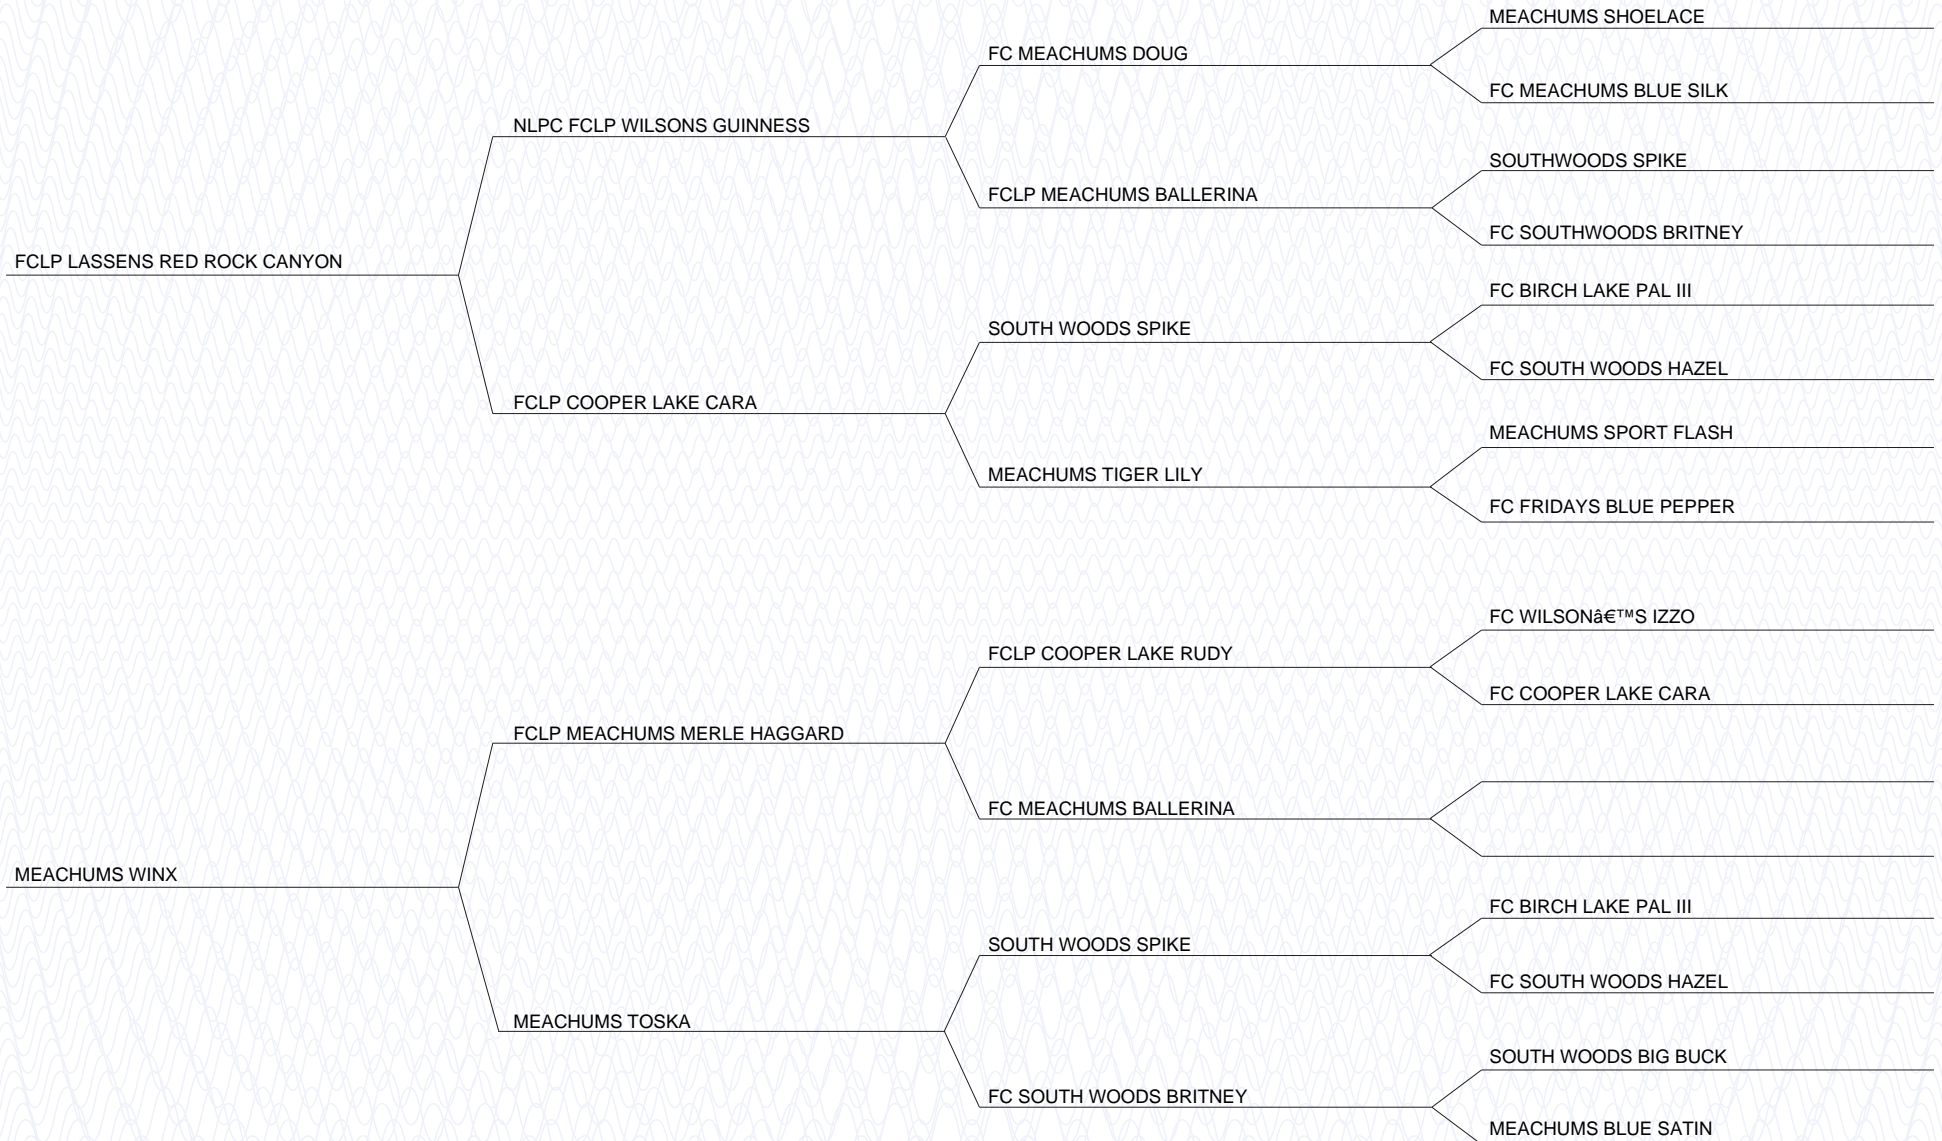 MEACHUMS SHOELACE
FC MEACHUMS DOUG
FC MEACHUMS BLUE SILK
NLPC FCLP WILSONS GUINNESS
SOUTHWOODS SPIKE
FCLP MEACHUMS BALLERINA
FC SOUTHWOODS BRITNEY
FCLP LASSENS RED ROCK CANYON
FC BIRCH LAKE PAL III
SOUTH WOODS SPIKE
FC SOUTH WOODS HAZEL
FCLP COOPER LAKE CARA
MEACHUMS SPORT FLASH
MEACHUMS TIGER LILY
FC FRIDAYS BLUE PEPPER
FC WILSON’S IZZO
FCLP COOPER LAKE RUDY
FC COOPER LAKE CARA
FCLP MEACHUMS MERLE HAGGARD
FC MEACHUMS BALLERINA
MEACHUMS WINX
FC BIRCH LAKE PAL III
SOUTH WOODS SPIKE
FC SOUTH WOODS HAZEL
MEACHUMS TOSKA
SOUTH WOODS BIG BUCK
FC SOUTH WOODS BRITNEY
MEACHUMS BLUE SATIN